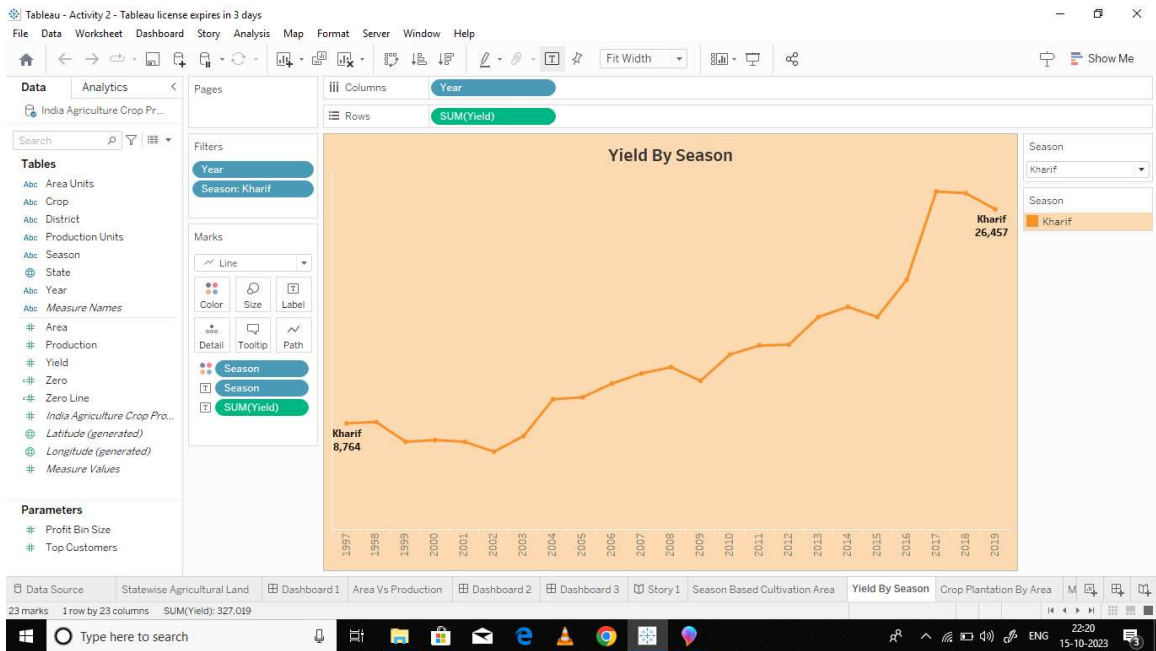 Tableau - Activity 2 - Tableau license expires in 3 days
File Data Worksheet Dashboard Story Analysis Map Format Server Window Help
Fit Width
Show Me
Data Analytics
India Agriculture Crop Pr...
Search
Tables
Abc Area Units
Abc Crop
Abc District
Abc Production Units
Abc Season
State
Abc Year
Abc Measure Names
# Area
# Production
# Yield
=# Zero
=# Zero Line
# India Agriculture Crop Pro...
Latitude (generated)
Longitude (generated)
# Measure Values
Parameters
# Profit Bin Size
# Top Customers
Pages
Filters
Year
Season: Kharif
Marks
Line
Color Size Label
Detail Tooltip Path
Season
Season
SUM(Yield)
Columns Year
Rows SUM(Yield)
Yield By Season
Kharif
8,764
Kharif
26,457
1997 1998 1999 2000 2001 2002 2003 2004 2005 2006 2007 2008 2009 2010 2011 2012 2013 2014 2015 2016 2017 2018 2019
Season
Kharif
Season
Kharif
Data Source Statewise Agricultural Land Dashboard 1 Area Vs Production Dashboard 2 Dashboard 3 Story 1 Season Based Cultivation Area Yield By Season Crop Plantation By Area M
23 marks 1 row by 23 columns SUM(Yield): 327,019
Type here to search
ENG
22:20
15-10-2023
3